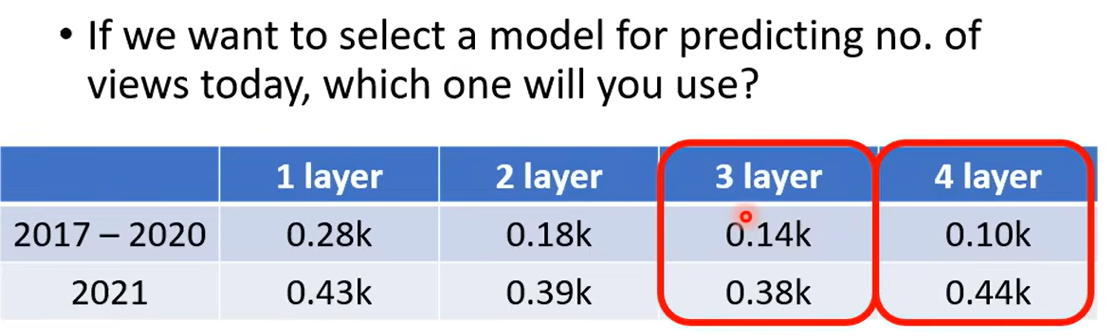 • If we want to select a model for predicting no. of
views today, which one will you use?
1 layer 2 layer 3 layer 4 layer
2017 – 2020 0.28k 0.18k 0.14k 0.10k
2021 0.43k 0.39k 0.38k 0.44k